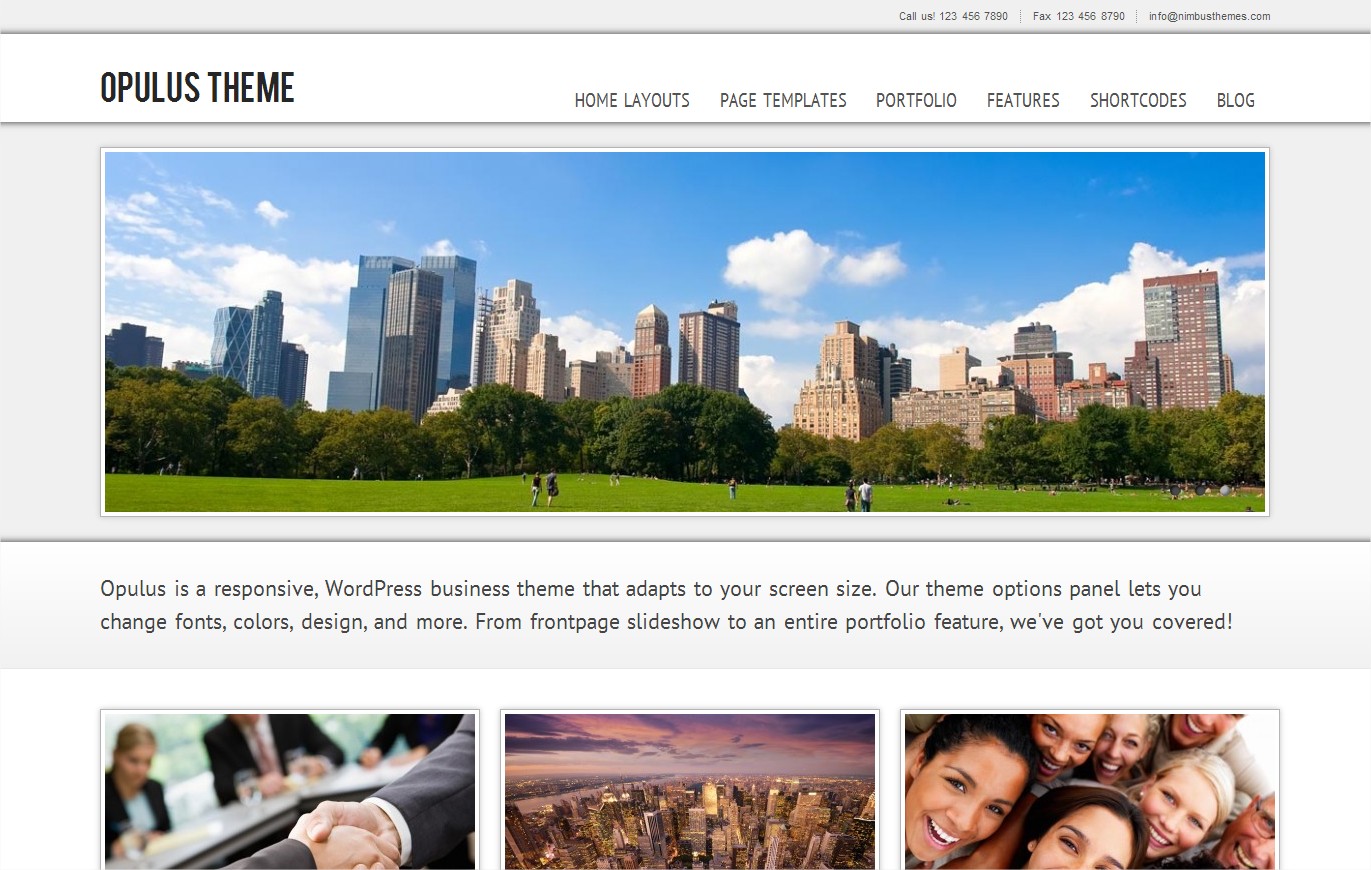 Call us! 123 456 7890
Fax 123 456 8790
info@nimbusthemes.com
OPULUS THEME
HOME LAYOUTS
PAGE TEMPLATES
PORTFOLIO
FEATURES
SHORTCODES
BLOG
Opulus is a responsive, WordPress business theme that adapts to your screen size. Our theme options panel lets you
change fonts, colors, design, and more. From frontpage slideshow to an entire portfolio feature, we've got you covered!